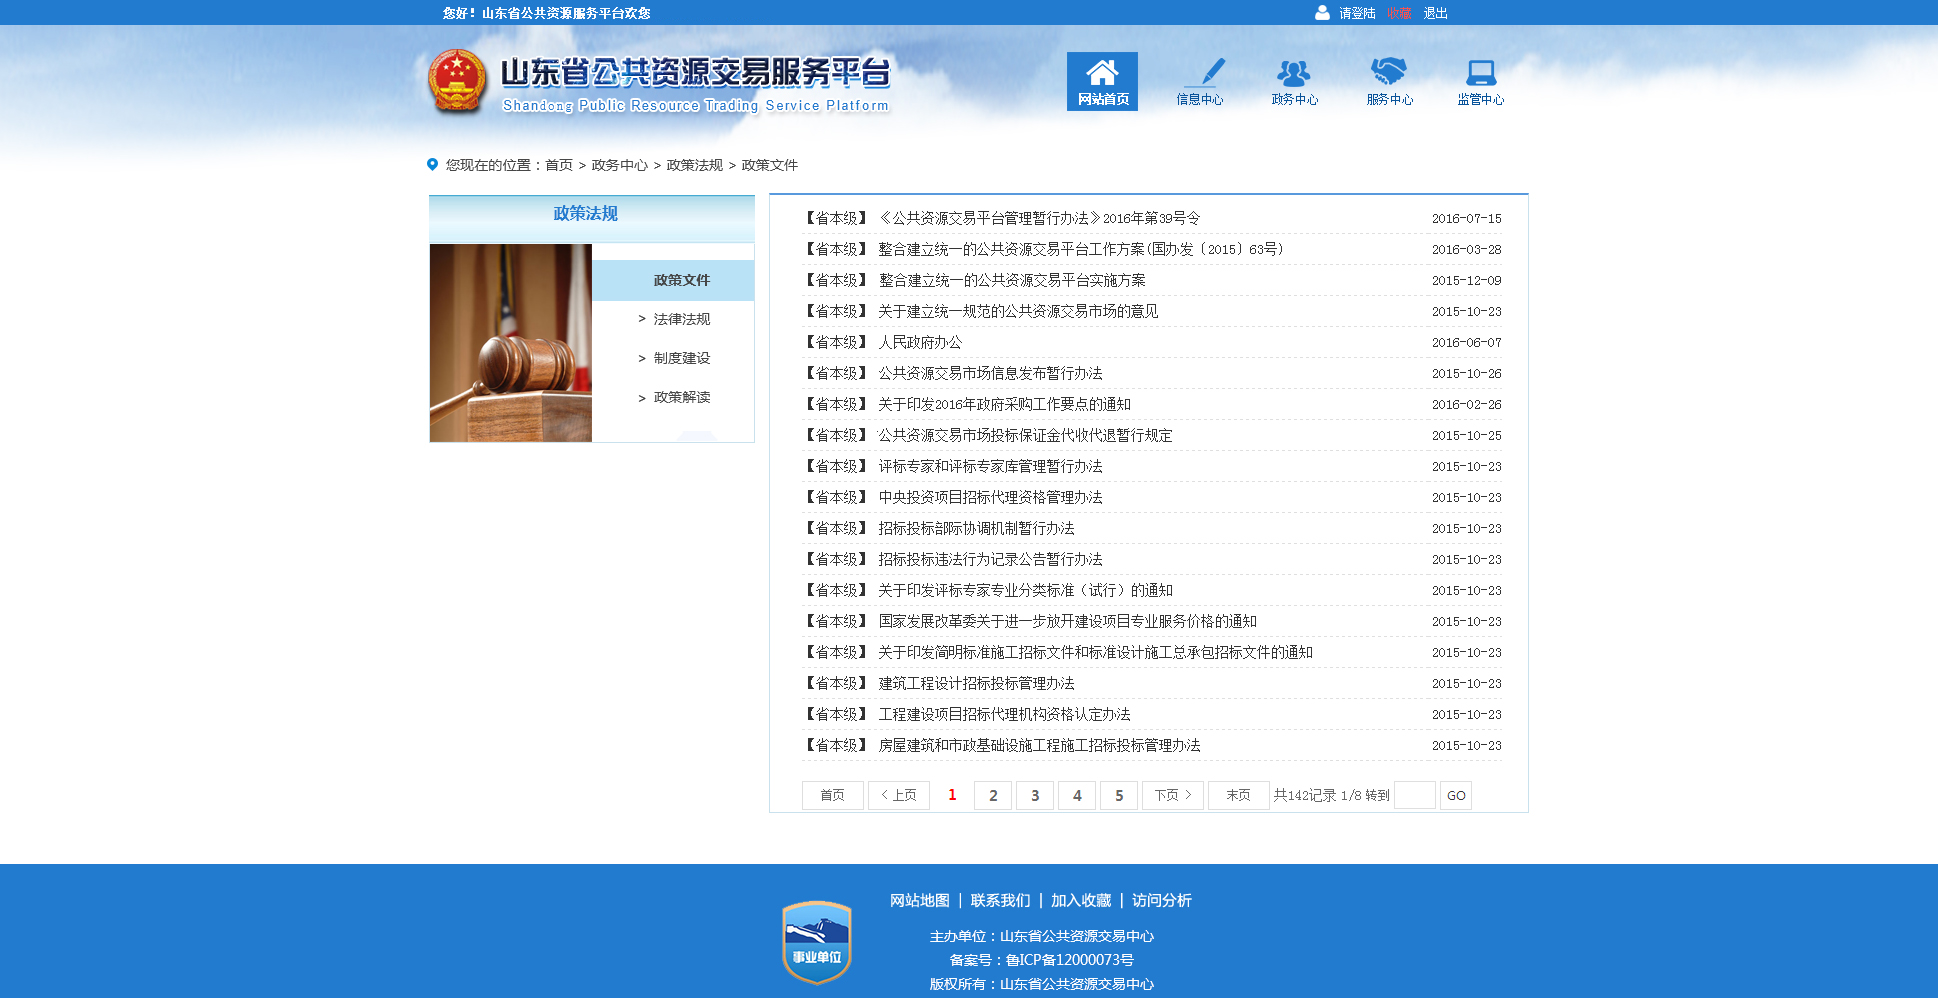 您好！山东省公共资源服务平台欢您
请登陆 收藏 退出
山东省公共资源交易服务平台
Shandong Public Resource Trading Service Platform
网站首页 信息中心 政务中心 服务中心 监管中心
您现在的位置：首页 > 政务中心 > 政策法规 > 政策文件
政策法规
政策文件
> 法律法规
> 制度建设
> 政策解读
【省本级】 《公共资源交易平台管理暂行办法》2016年第39号令 2016-07-15
【省本级】 整合建立统一的公共资源交易平台工作方案(国办发〔2015〕63号) 2016-03-28
【省本级】 整合建立统一的公共资源交易平台实施方案 2015-12-09
【省本级】 关于建立统一规范的公共资源交易市场的意见 2015-10-23
【省本级】 人民政府办公 2016-06-07
【省本级】 公共资源交易市场信息发布暂行办法 2015-10-26
【省本级】 关于印发2016年政府采购工作要点的通知 2016-02-26
【省本级】 公共资源交易市场投标保证金代收代退暂行规定 2015-10-25
【省本级】 评标专家和评标专家库管理暂行办法 2015-10-23
【省本级】 中央投资项目招标代理资格管理办法 2015-10-23
【省本级】 招标投标部际协调机制暂行办法 2015-10-23
【省本级】 招标投标违法行为记录公告暂行办法 2015-10-23
【省本级】 关于印发评标专家专业分类标准（试行）的通知 2015-10-23
【省本级】 国家发展改革委关于进一步放开建设项目专业服务价格的通知 2015-10-23
【省本级】 关于印发简明标准施工招标文件和标准设计施工总承包招标文件的通知 2015-10-23
【省本级】 建筑工程设计招标投标管理办法 2015-10-23
【省本级】 工程建设项目招标代理机构资格认定办法 2015-10-23
【省本级】 房屋建筑和市政基础设施工程施工招标投标管理办法 2015-10-23
首页 < 上页 1 2 3 4 5 下页 > 末页 共142记录 1/8 转到 GO
网站地图 | 联系我们 | 加入收藏 | 访问分析
事业单位
主办单位：山东省公共资源交易中心
备案号：鲁ICP备12000073号
版权所有：山东省公共资源交易中心